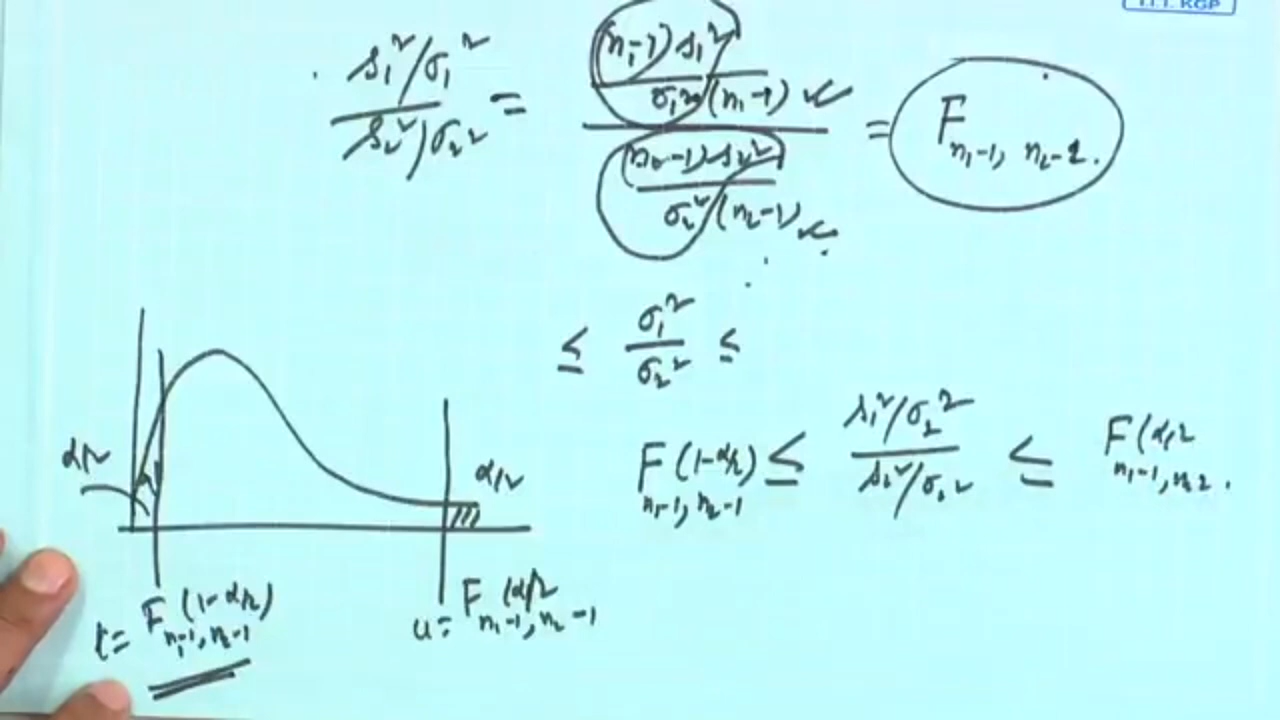 I.I.T. KGP
s₁²/σ₁² / s₂²/σ₂² = (n₁-1)s₁² / σ₁²(n₁-1) / (n₂-1)s₂² / σ₂²(n₂-1) = F n₁-1, n₂-1.
≤ σ₁²/σ₂² ≤
F(1-α/2) n₁-1, n₂-1 ≤ s₁²/σ₁² / s₂²/σ₂² ≤ F(α/2 n₁-1, n₂
α/2
α/2
l= F(1-α/2) n₁-1, n₂-1
u= F(α/2 n₁-1, n₂-1